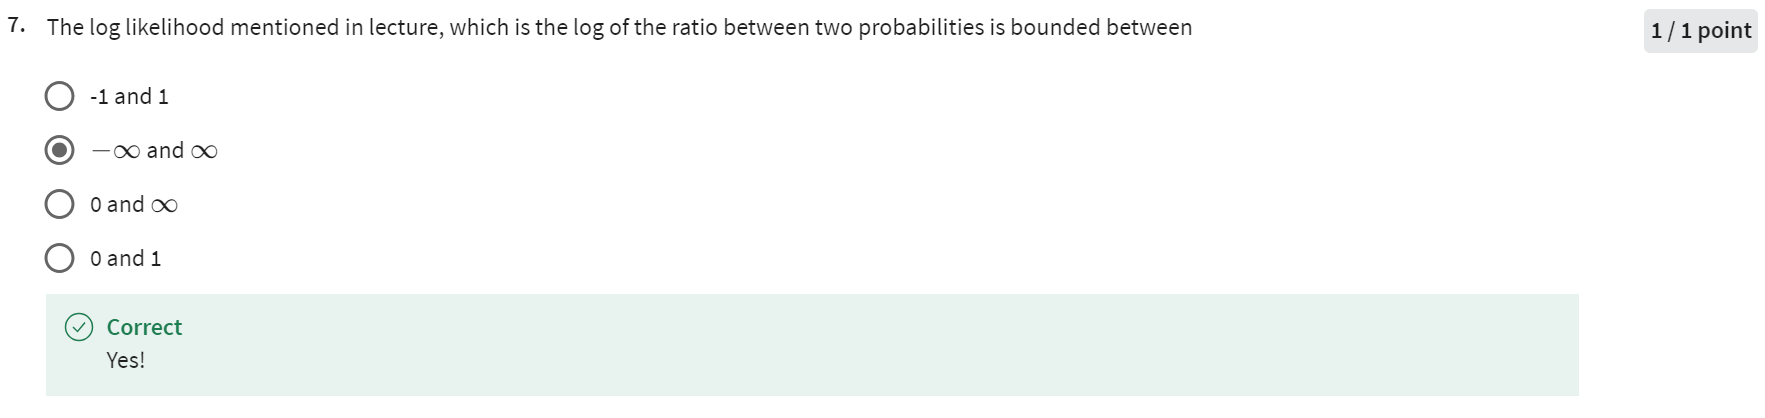 7. The log likelihood mentioned in lecture, which is the log of the ratio between two probabilities is bounded between
1 / 1 point
-1 and 1
−∞ and ∞
0 and ∞
0 and 1
Correct
Yes!